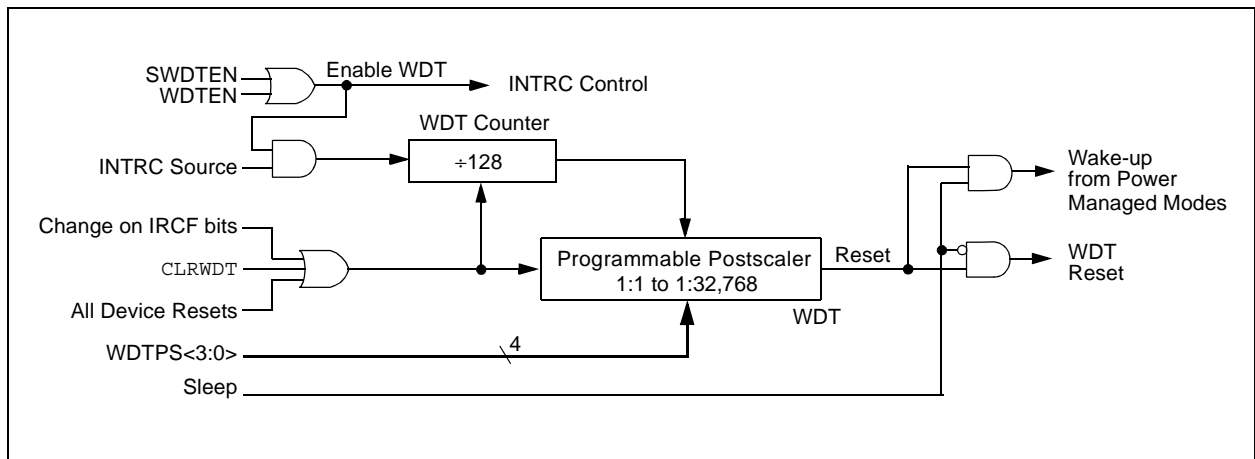 SWDTEN
WDTEN
Enable WDT
INTRC Control
WDT Counter
INTRC Source
÷128
Wake-up
from Power
Managed Modes
Change on IRCF bits
CLRWDT
All Device Resets
Programmable Postscaler
1:1 to 1:32,768
Reset
WDT
WDT
Reset
WDTPS<3:0>
4
Sleep